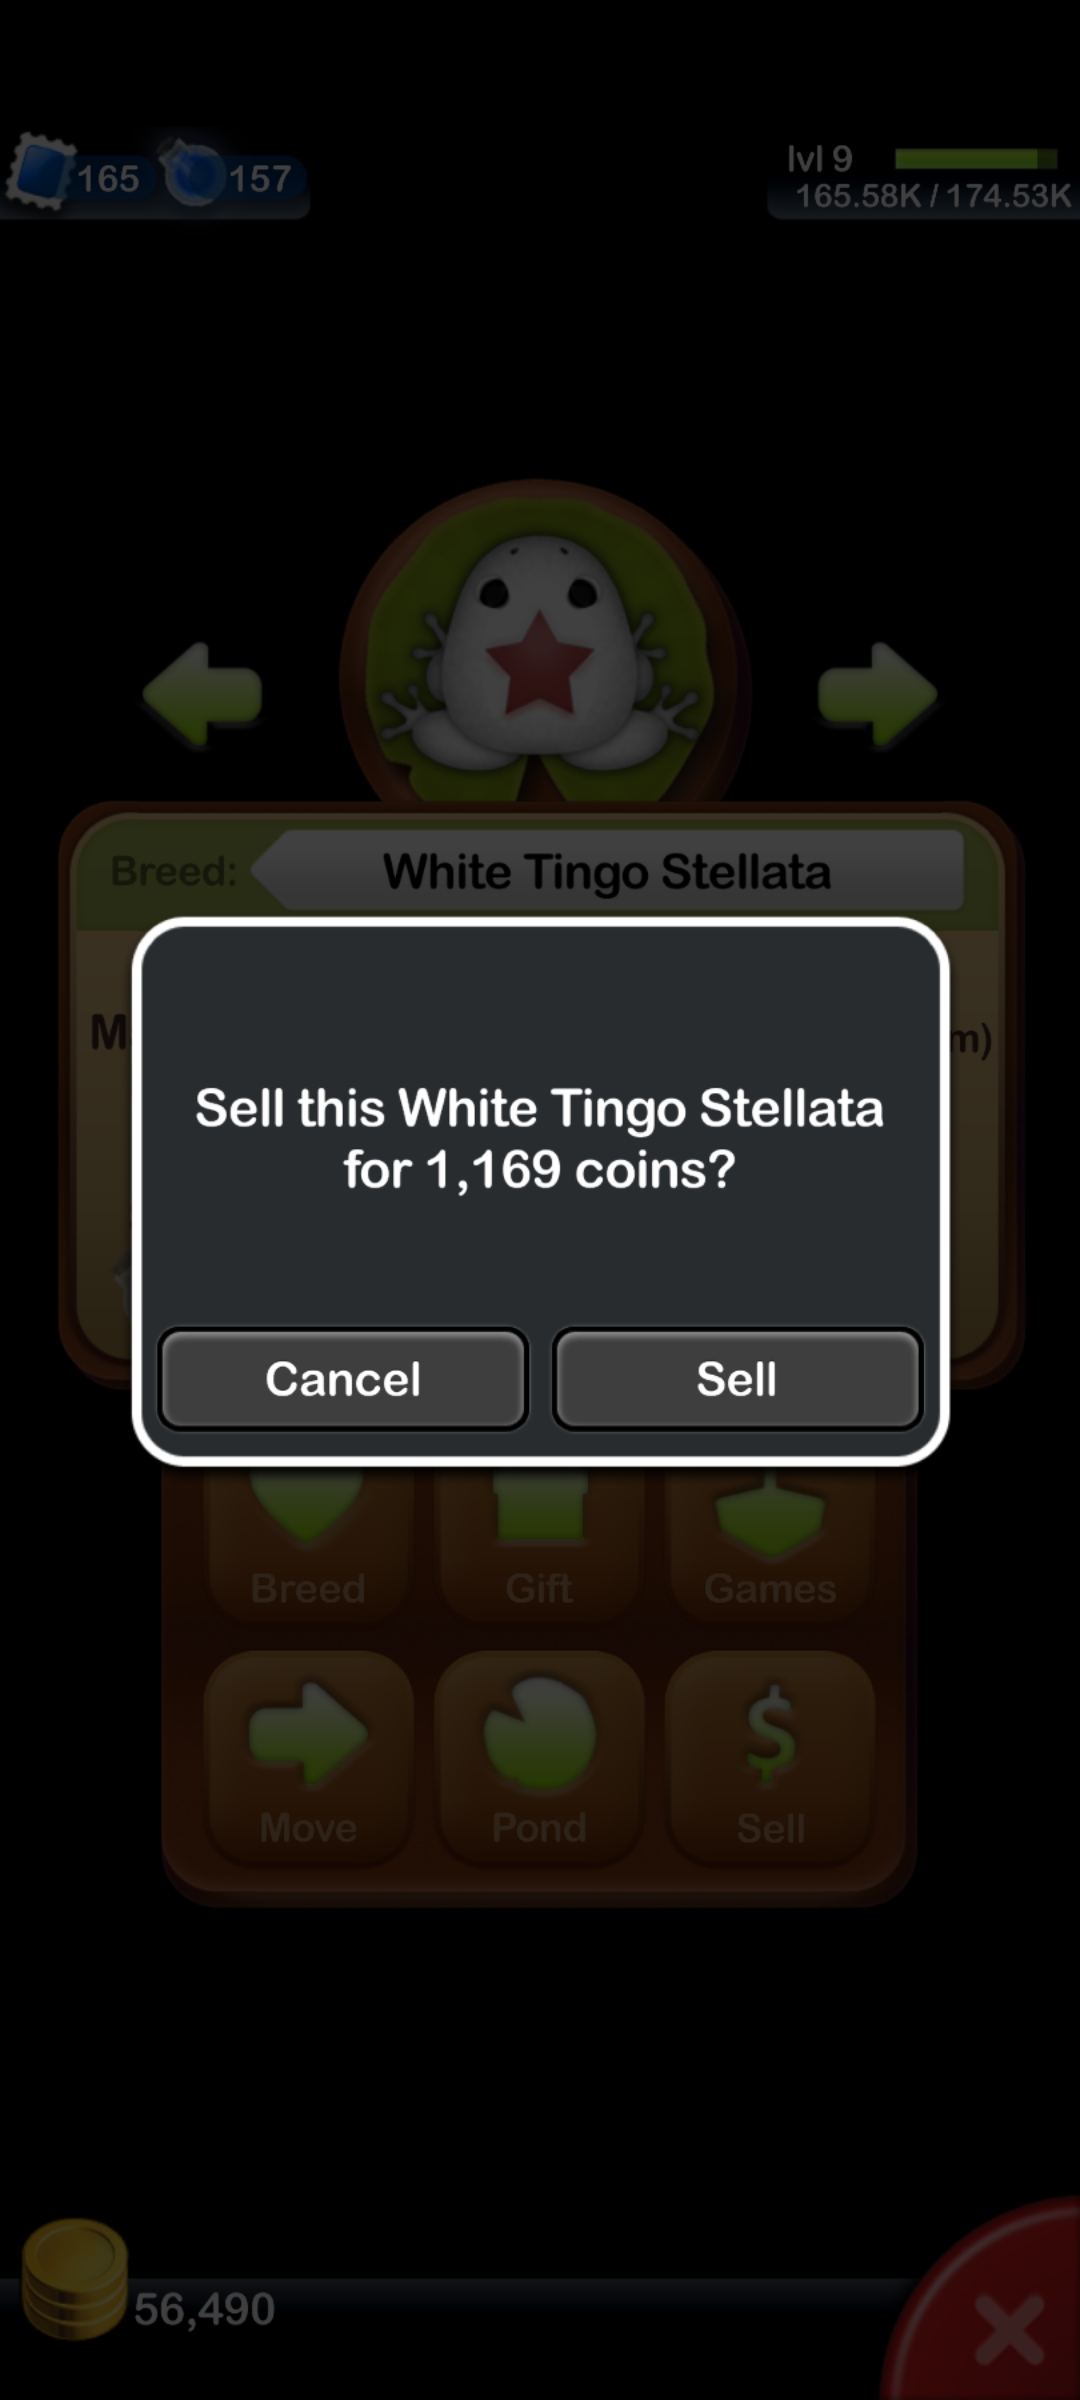 165 157
lvl 9
165.58K / 174.53K
Breed: White Tingo Stellata
M m)
Sell this White Tingo Stellata
for 1,169 coins?
Cancel Sell
Breed Gift Games
Move Pond Sell
56,490